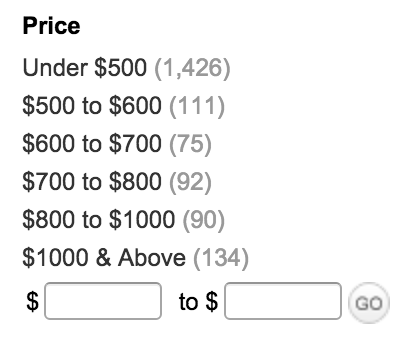 Price
Under $500 (1,426)
$500 to $600 (111)
$600 to $700 (75)
$700 to $800 (92)
$800 to $1000 (90)
$1000 & Above (134)
$ to $ GO